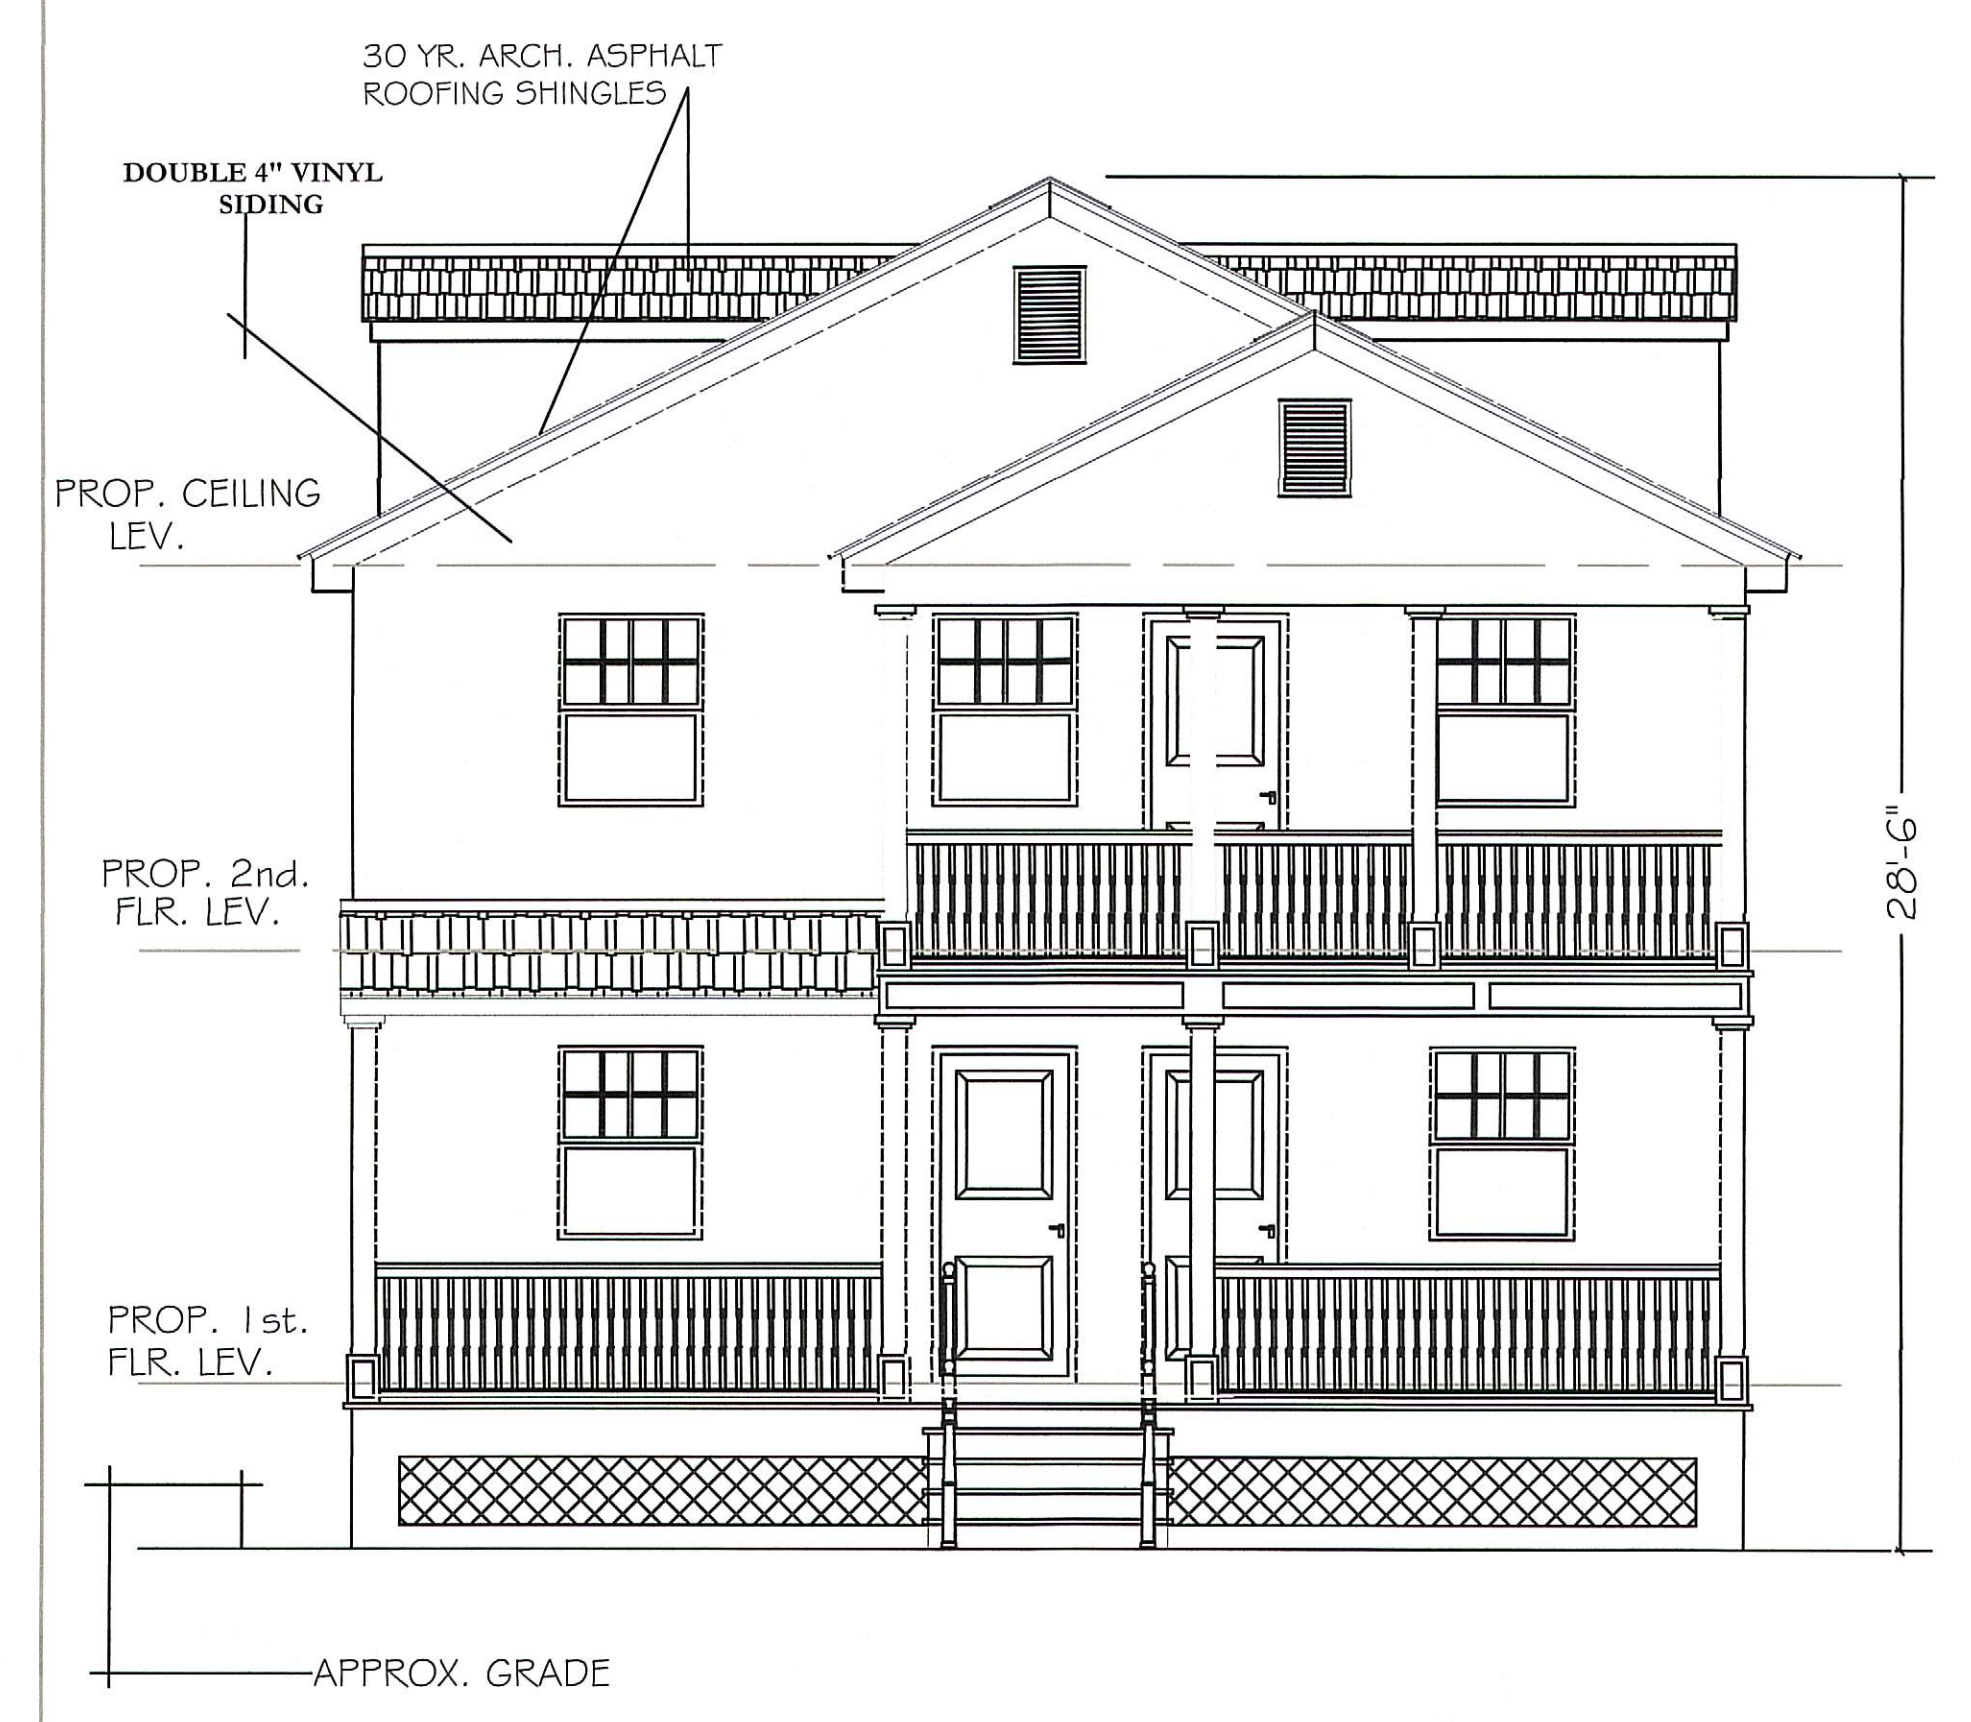 30 YR. ARCH. ASPHALT
ROOFING SHINGLES
DOUBLE 4" VINYL
SIDING
PROP. CEILING
LEV.
PROP. 2nd.
FLR. LEV.
28'-6"
PROP. 1st.
FLR. LEV.
APPROX. GRADE